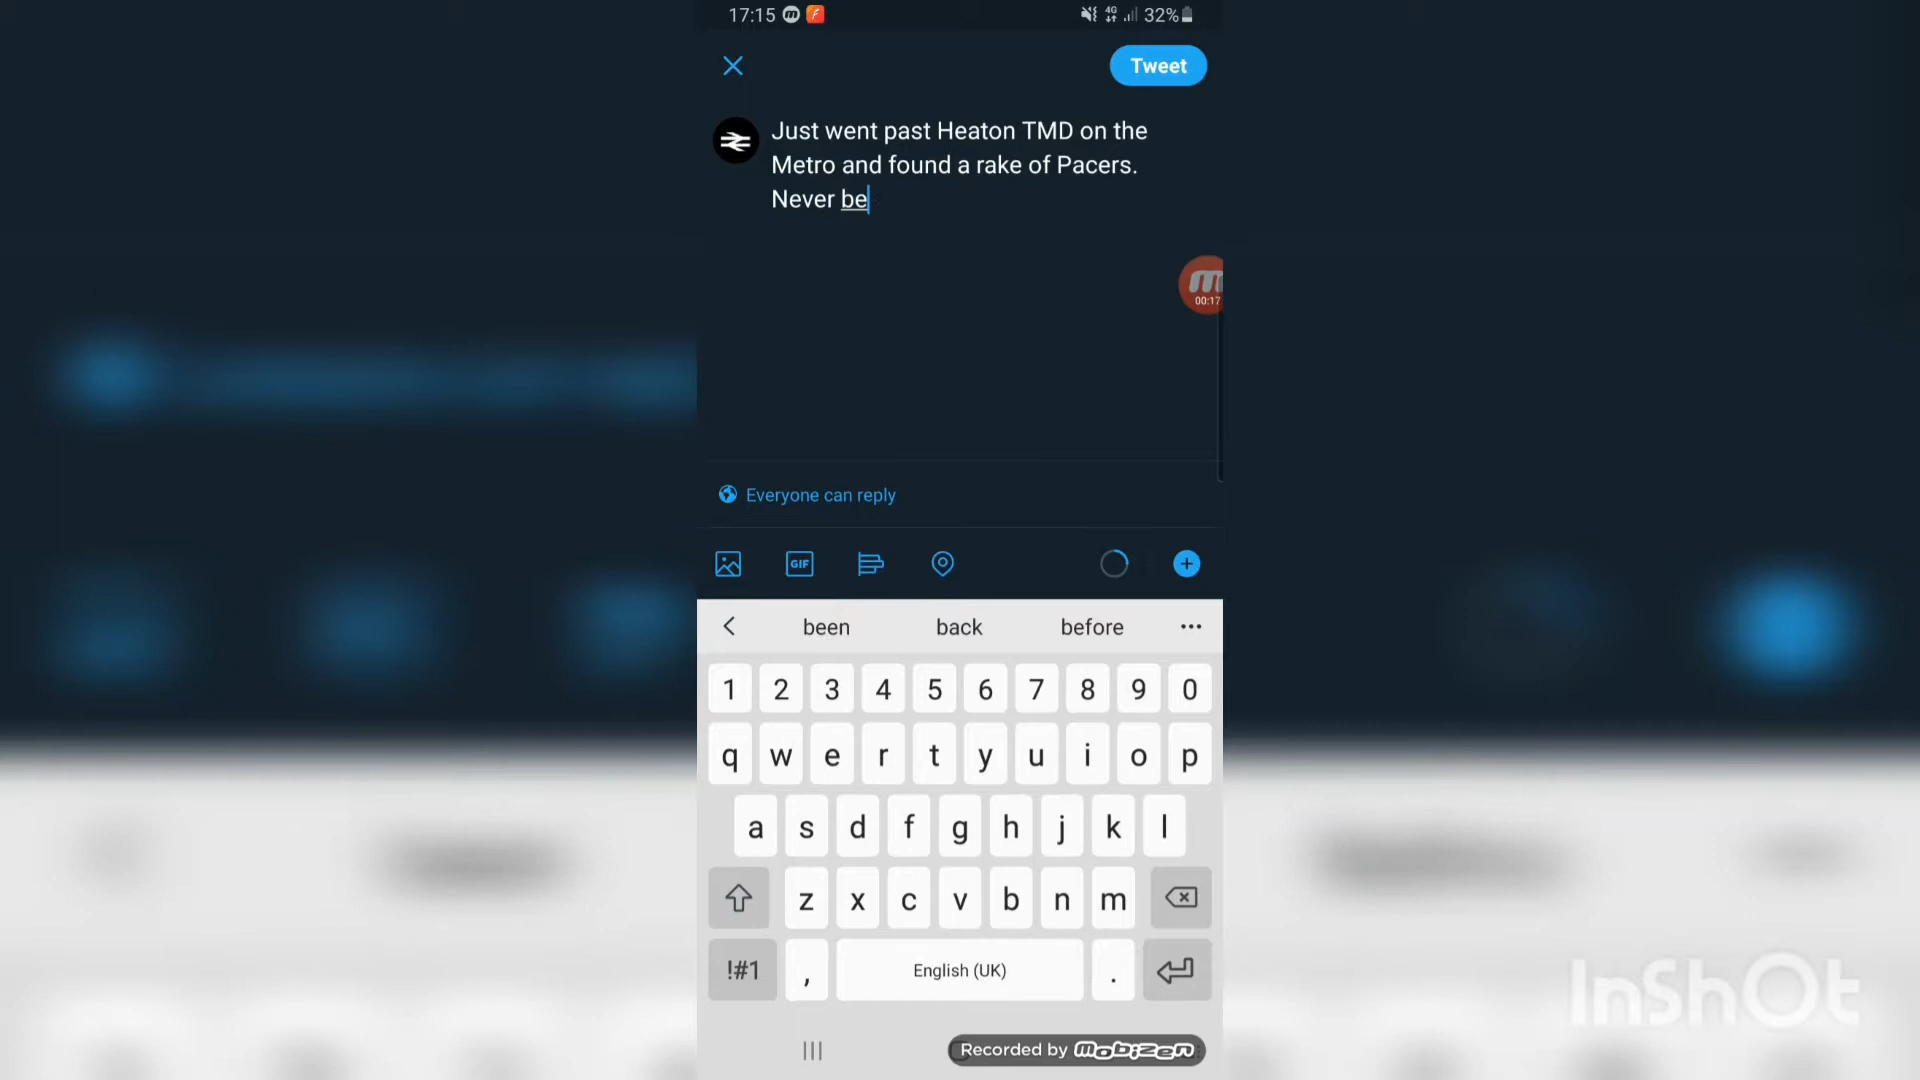 17:15
4G
32%
Tweet
Just went past Heaton TMD on the
Metro and found a rake of Pacers.
Never be
00:17
Everyone can reply
GIF
been back before
1 2 3 4 5 6 7 8 9 0
q w e r t y u i o p
a s d f g h j k l
z x c v b n m
!#1 , English (UK) .
Recorded by mobizen
InShOt